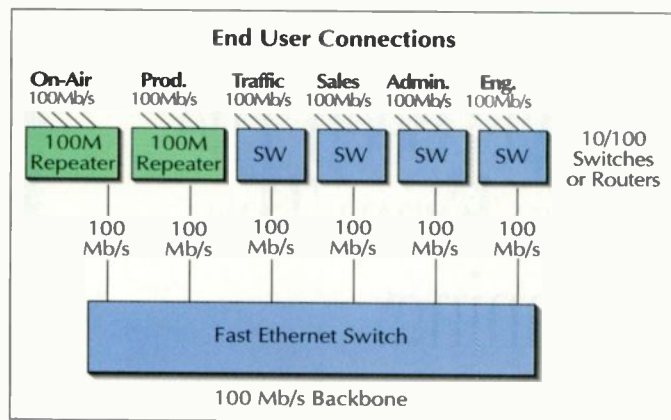 End User Connections
On-Air Prod. Traffic Sales Admin. Eng.
100Mb/s 100Mb/s 100Mb/s 100Mb/s 100Mb/s 100Mb/s
100M Repeater
100M Repeater
SW SW SW SW
10/100
Switches
or Routers
100 100 100 100 100 100
Mb/s Mb/s Mb/s Mb/s Mb/s Mb/s
Fast Ethernet Switch
100 Mb/s Backbone